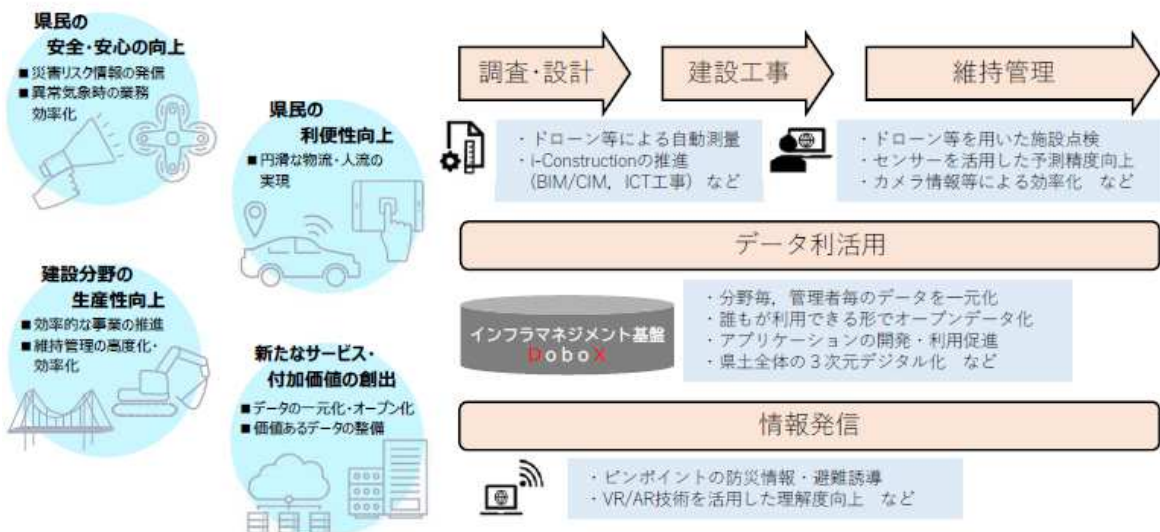 県民の
安全・安心の向上
■災害リスク情報の発信
■異常気象時の業務
効率化
県民の
利便性向上
■円滑な物流・人流の
実現
建設分野の
生産性向上
■効率的な事業の推進
■維持管理の高度化・
効率化
新たなサービス・
付加価値の創出
■データの一元化・オープン化
■価値あるデータの整備
調査・設計
建設工事
維持管理
・ドローン等による自動測量
・i-Constructionの推進
(BIM/CIM, ICT工事) など
・ドローン等を用いた施設点検
・センサーを活用した予測精度向上
・カメラ情報等による効率化 など
データ利活用
インフラマネジメント基盤
DoboX
・分野毎，管理者毎のデータを一元化
・誰もが利用できる形でオープンデータ化
・アプリケーションの開発・利用促進
・県土全体の３次元デジタル化 など
情報発信
・ピンポイントの防災情報・避難誘導
・VR/AR技術を活用した理解度向上 など